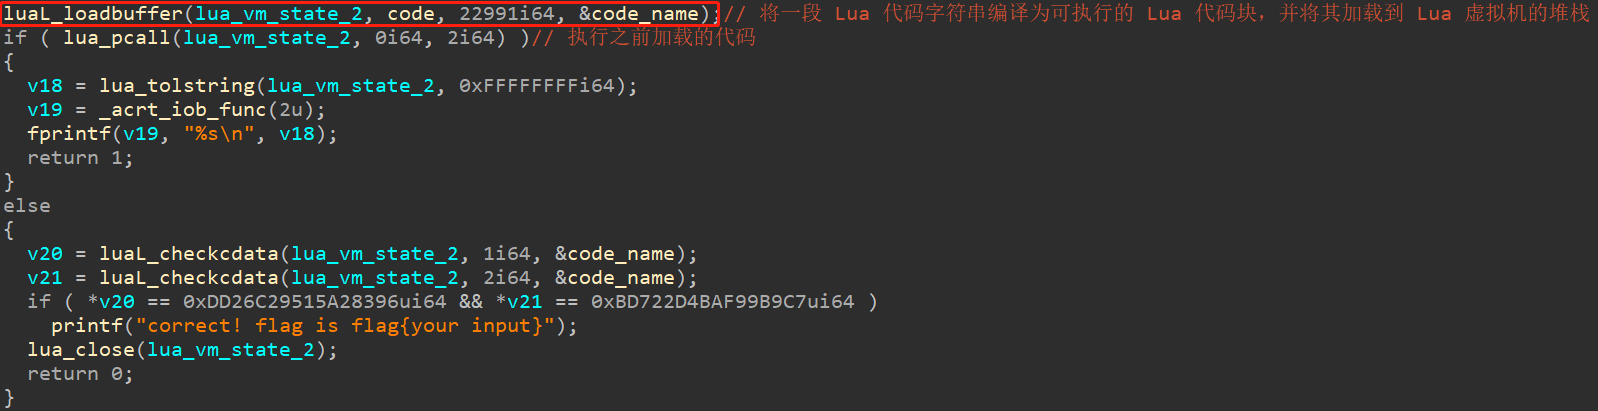 luaL_loadbuffer(lua_vm_state_2, code, 22991i64, &code_name);// 将一段 Lua 代码字符串编译为可执行的 Lua 代码块，并将其加载到 Lua 虚拟机的堆栈
if ( lua_pcall(lua_vm_state_2, 0i64, 2i64) )// 执行之前加载的代码
{
  v18 = lua_tolstring(lua_vm_state_2, 0xFFFFFFFFi64);
  v19 = _acrt_iob_func(2u);
  fprintf(v19, "%s\n", v18);
  return 1;
}
else
{
  v20 = luaL_checkcdata(lua_vm_state_2, 1i64, &code_name);
  v21 = luaL_checkcdata(lua_vm_state_2, 2i64, &code_name);
  if ( *v20 == 0xDD26C29515A28396ui64 && *v21 == 0xBD722D4BAF99B9C7ui64 )
    printf("correct! flag is flag{your input}");
  lua_close(lua_vm_state_2);
  return 0;
}